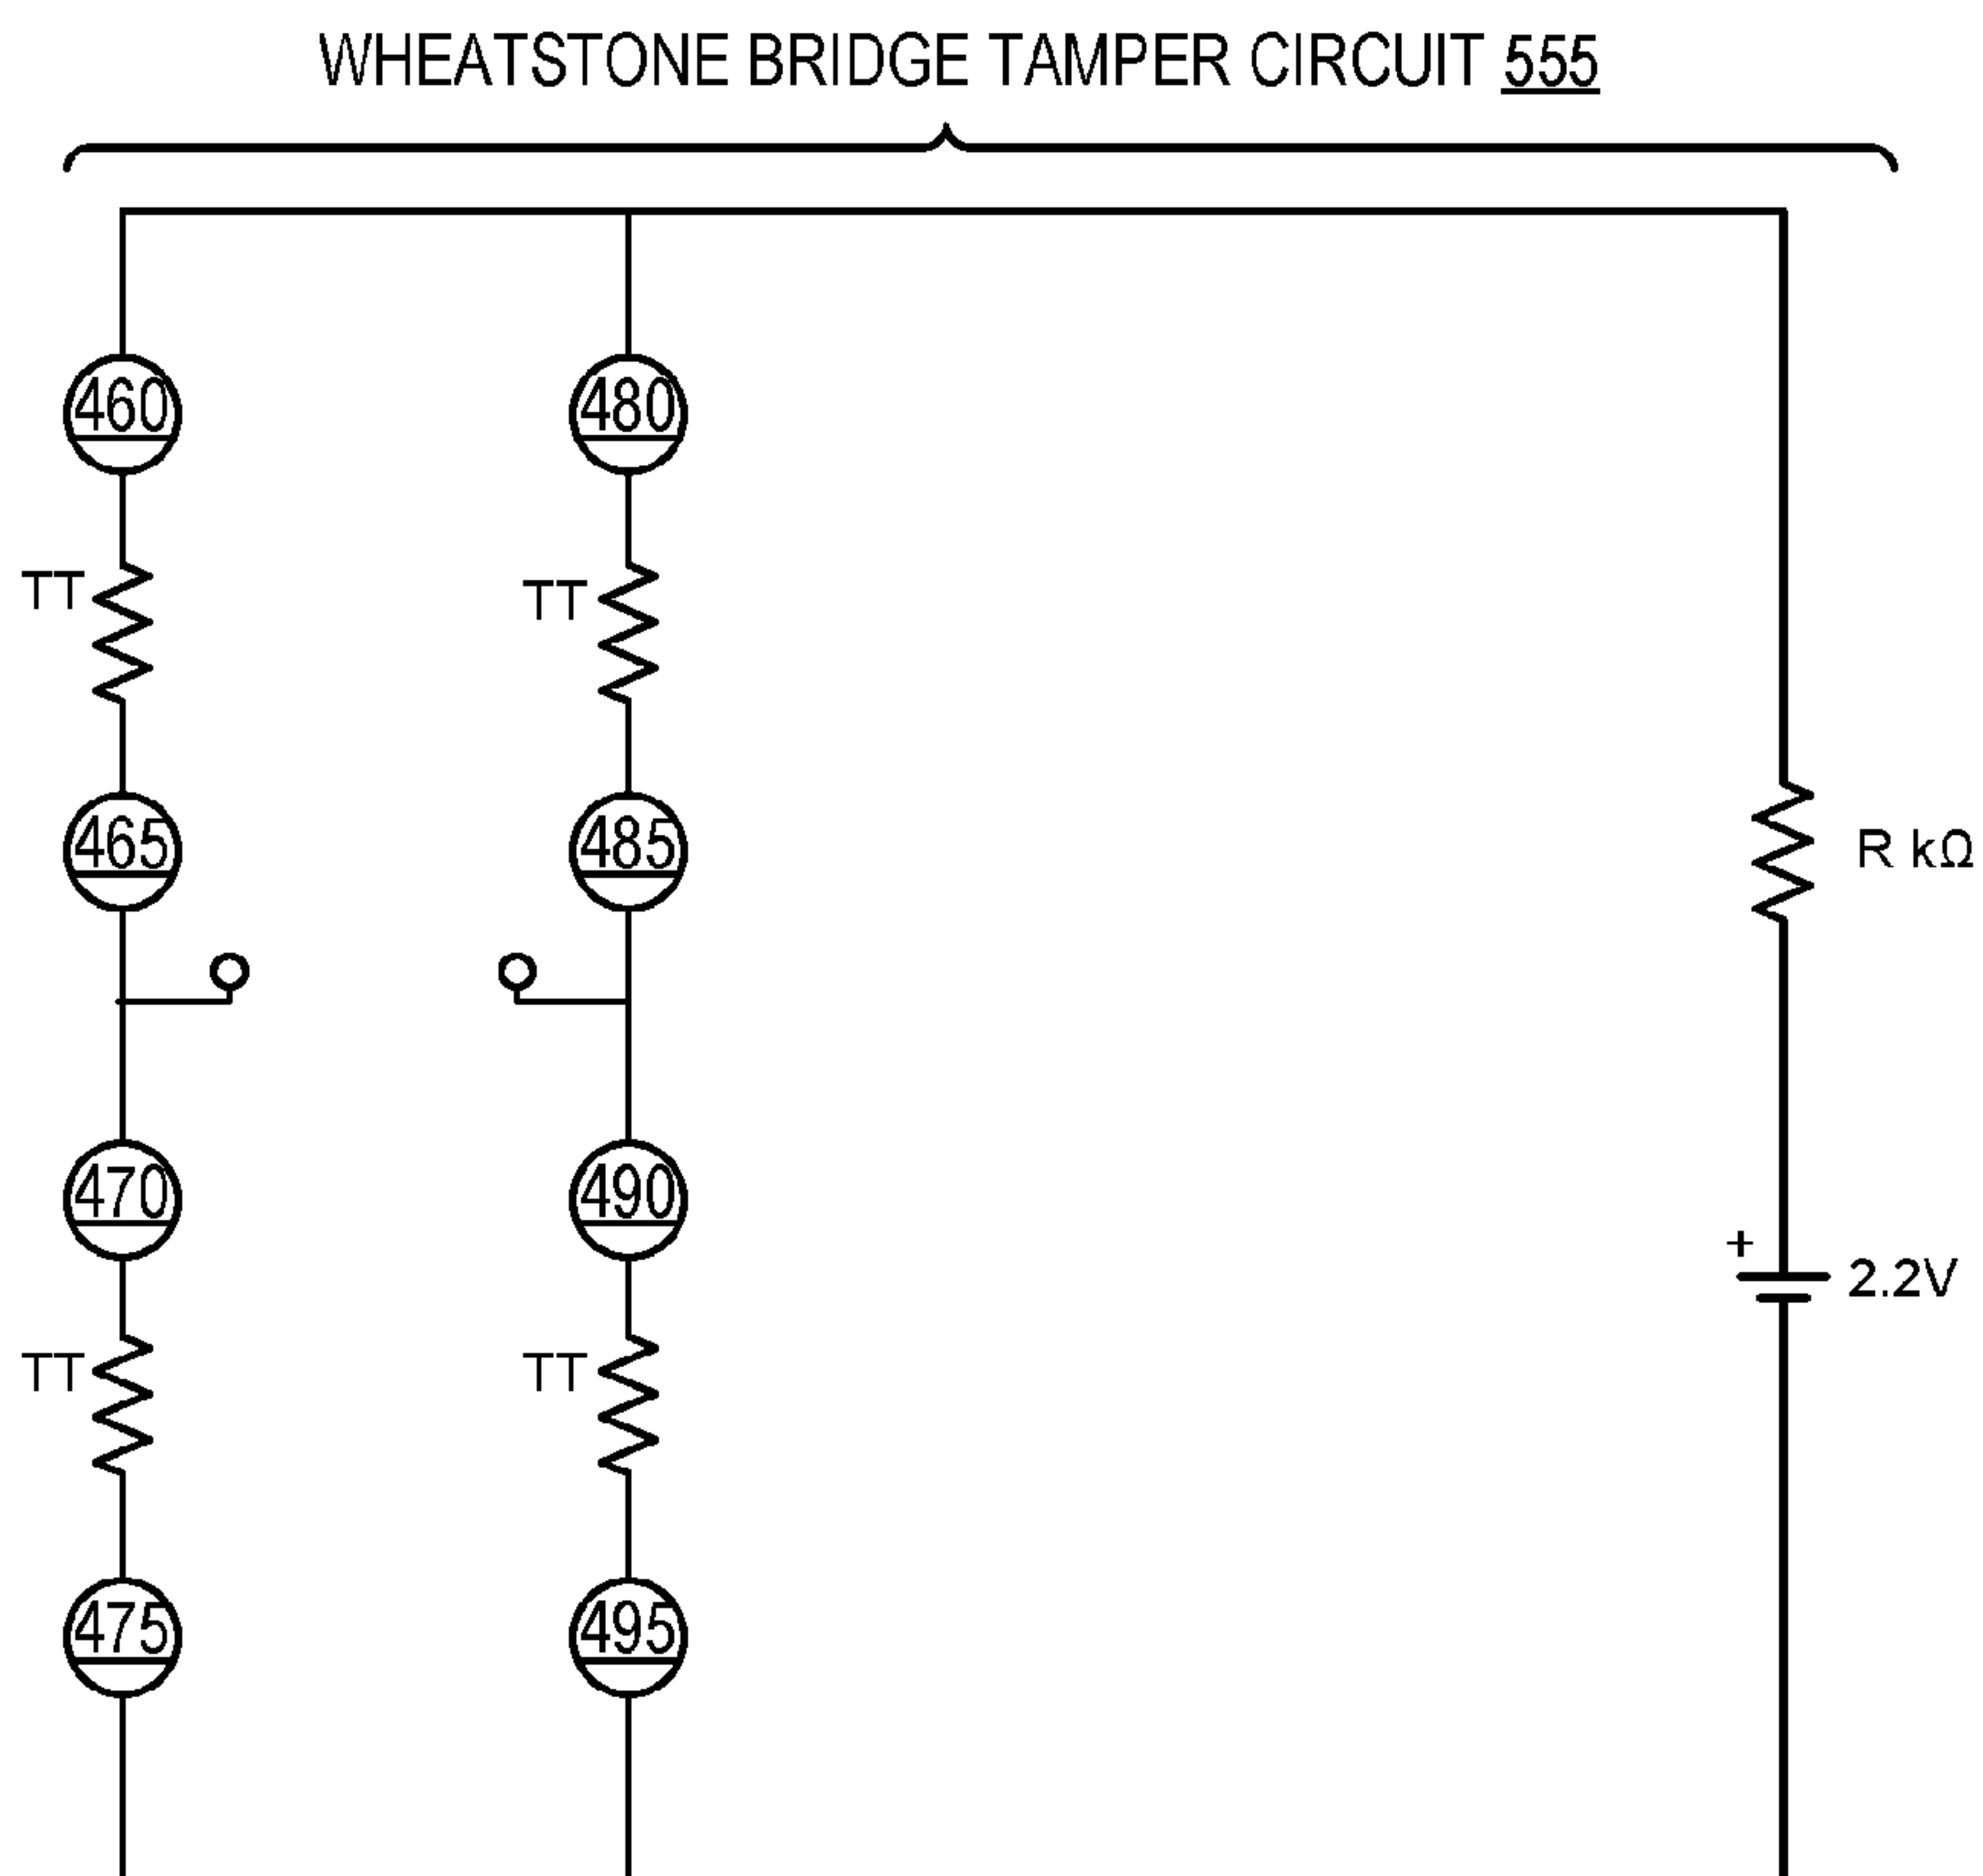 WHEATSTONE BRIDGE TAMPER CIRCUIT 555
460 480
TT TT
465 485
R kΩ
470 490
+ 2.2V
TT TT
475 495